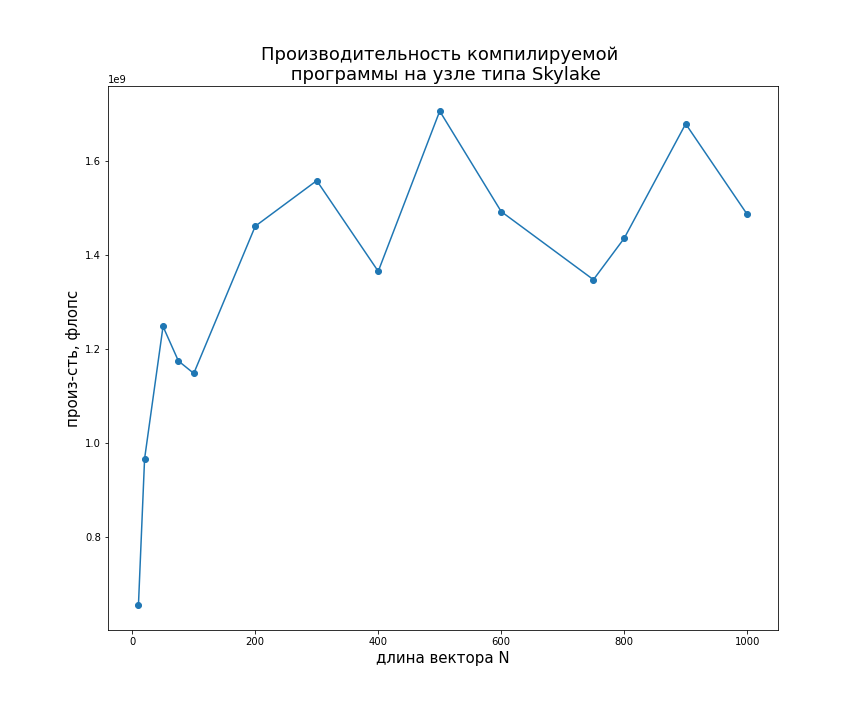 Производительность компилируемой
программы на узле типа Skylake
1e9
1.6
1.4
1.2
1.0
0.8
произ-сть, флопс
0 200 400 600 800 1000
длина вектора N